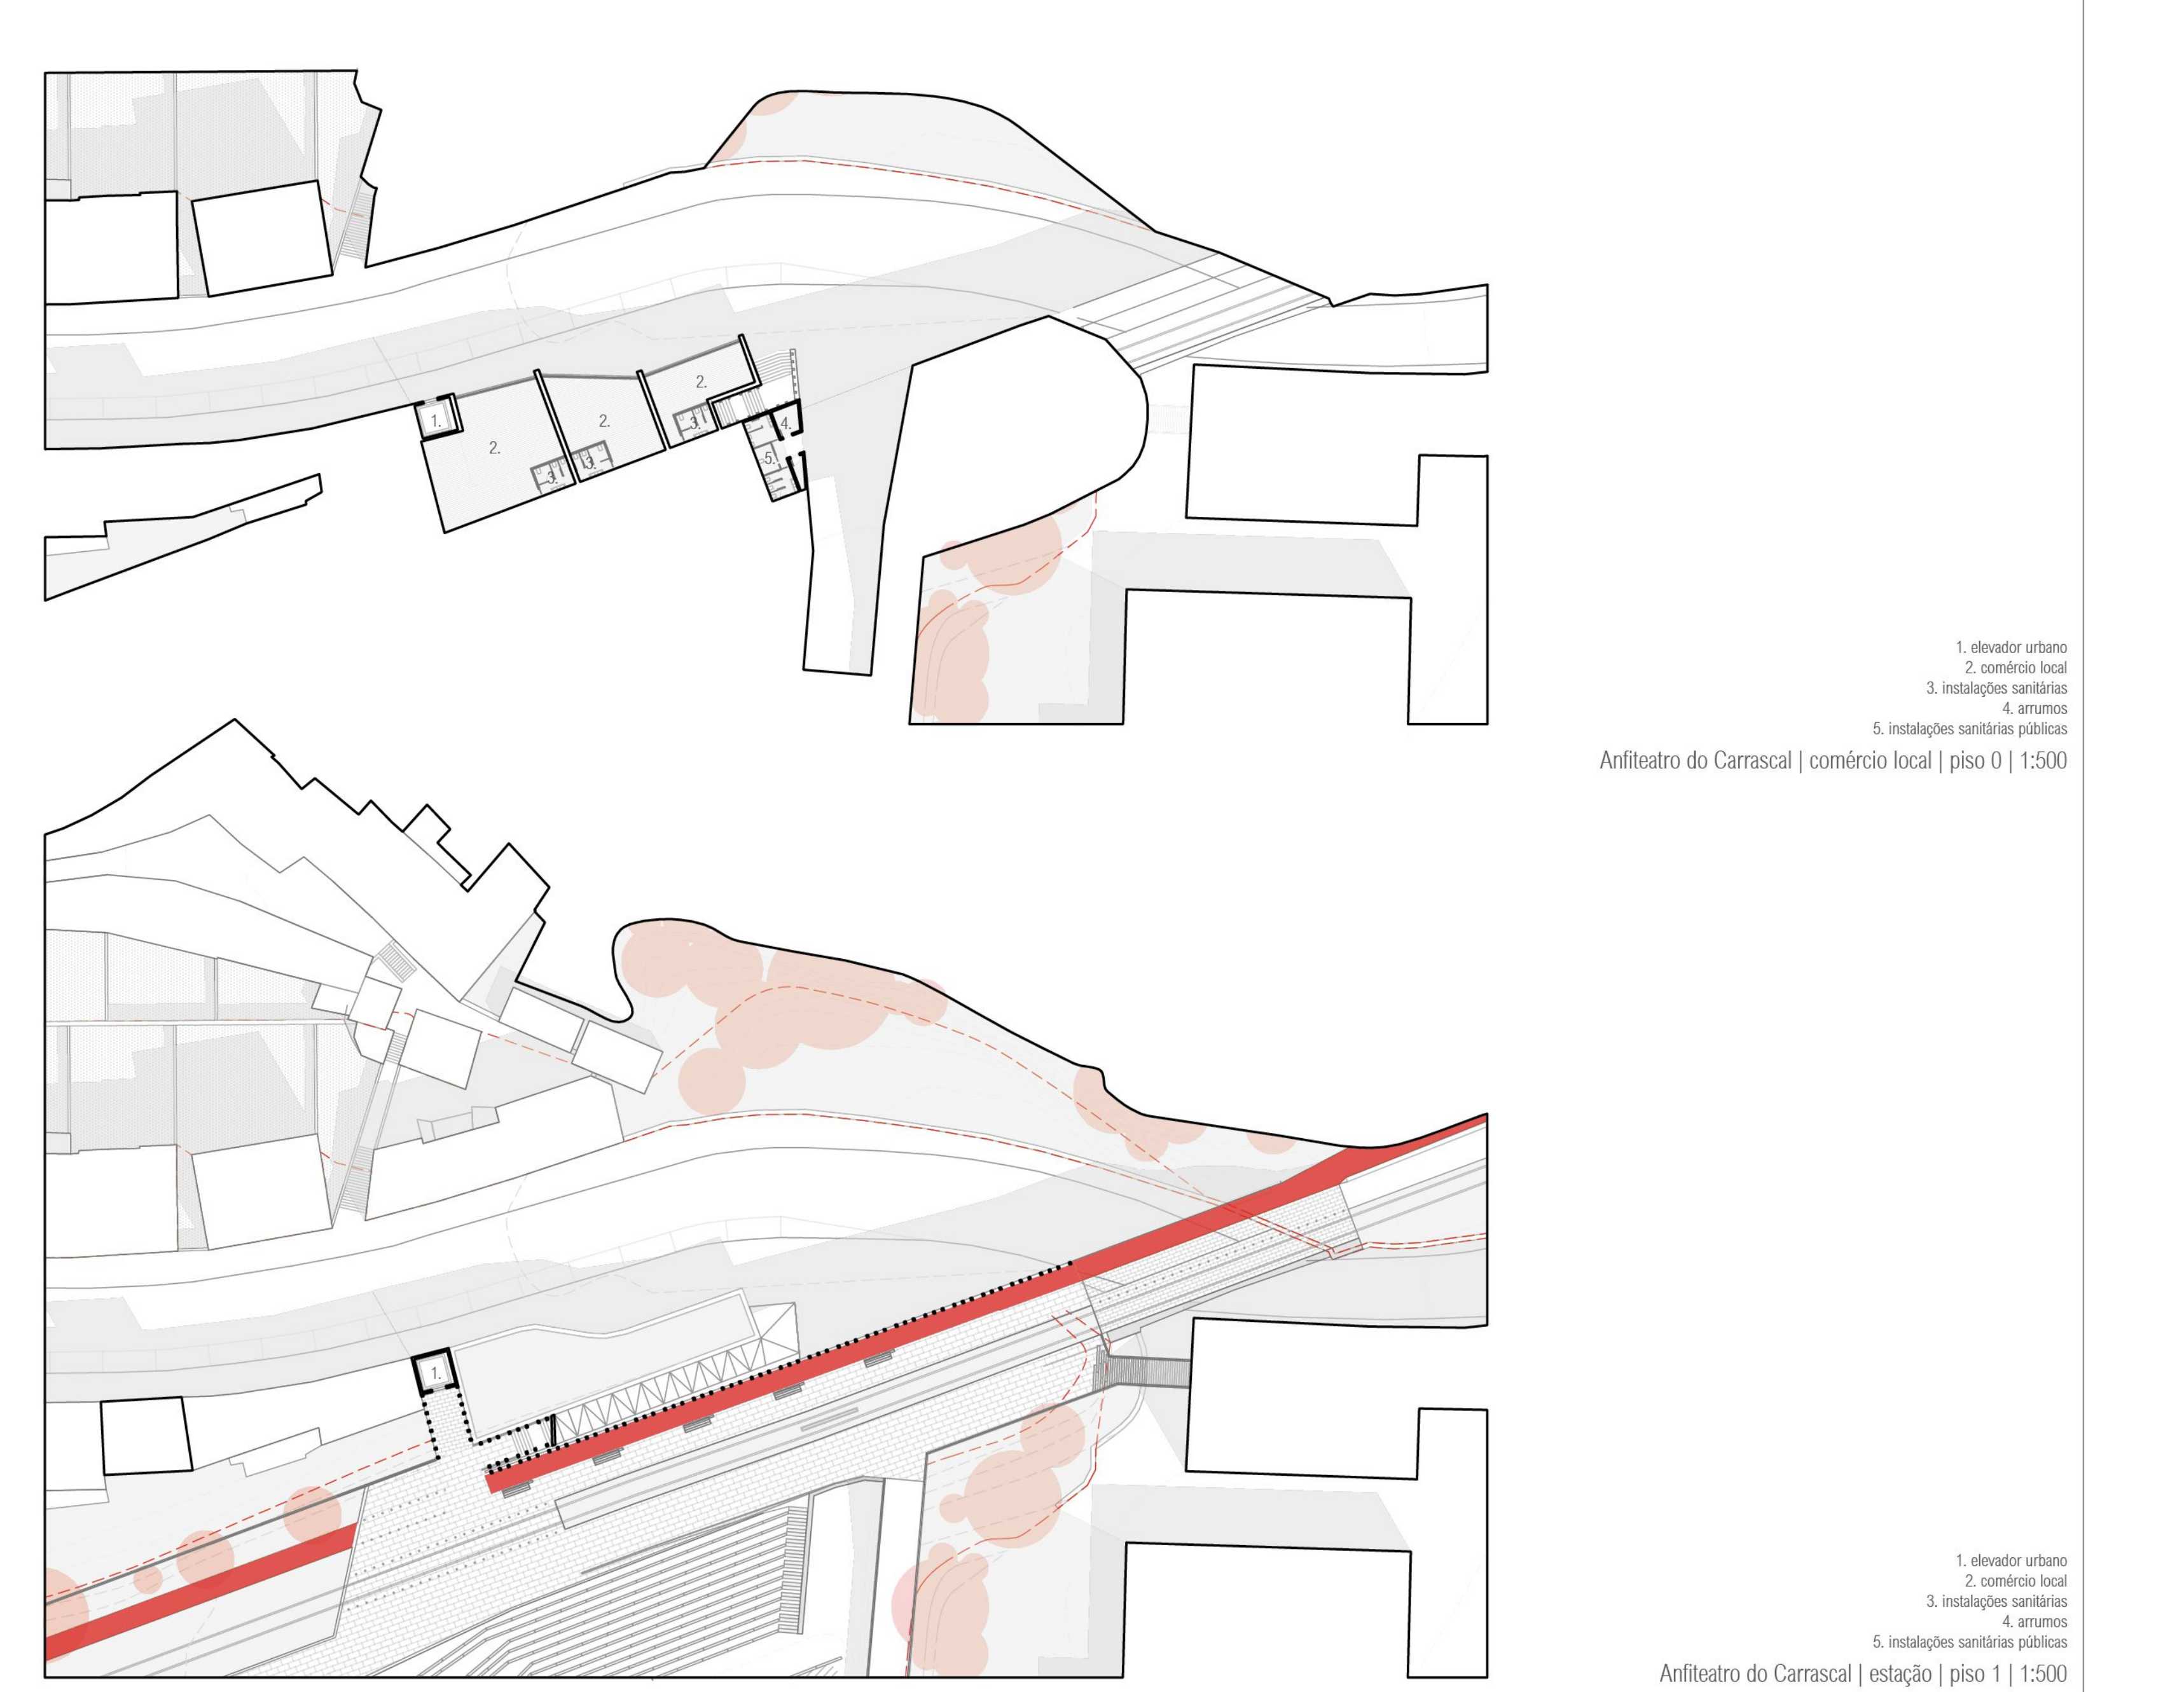 2.
1.
2.
3.
4.
2.
5.
3.
3.
1. elevador urbano
2. comércio local
3. instalações sanitárias
4. arrumos
5. instalações sanitárias públicas
Anfiteatro do Carrascal | comércio local | piso 0 | 1:500
1.
1. elevador urbano
2. comércio local
3. instalações sanitárias
4. arrumos
5. instalações sanitárias públicas
Anfiteatro do Carrascal | estação | piso 1 | 1:500